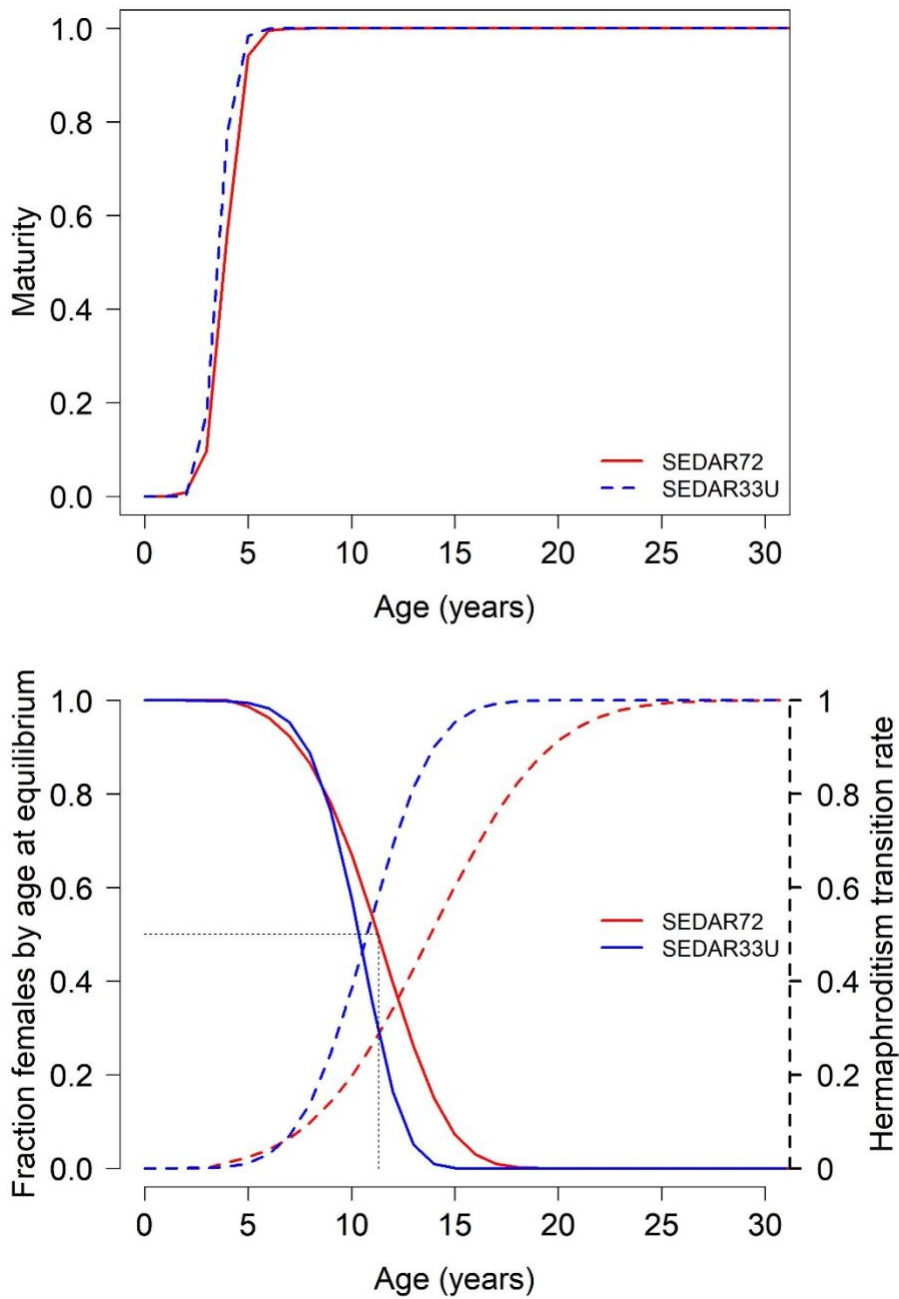 1.0
0.8
0.6
0.4
0.2
0.0
Maturity
SEDAR72
SEDAR33U
0 5 10 15 20 25 30
Age (years)
Fraction females by age at equilibrium
1.0
0.8
0.6
0.4
0.2
0.0
SEDAR72
SEDAR33U
1
0.8
0.6
0.4
0.2
0
Hermaphroditism transition rate
0 5 10 15 20 25 30
Age (years)